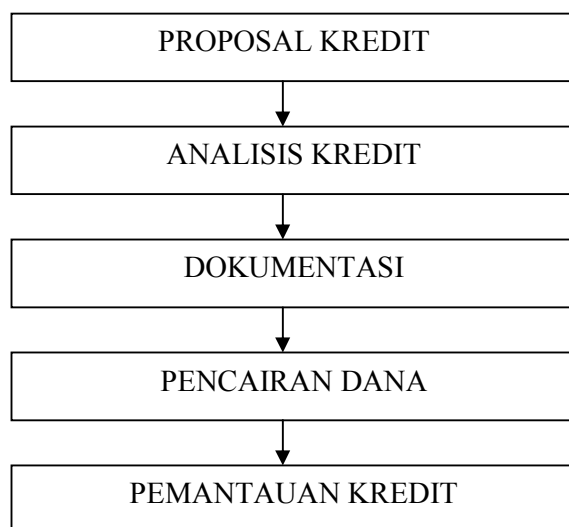 PROPOSAL KREDIT
ANALISIS KREDIT
DOKUMENTASI
PENCAIRAN DANA
PEMANTAUAN KREDIT